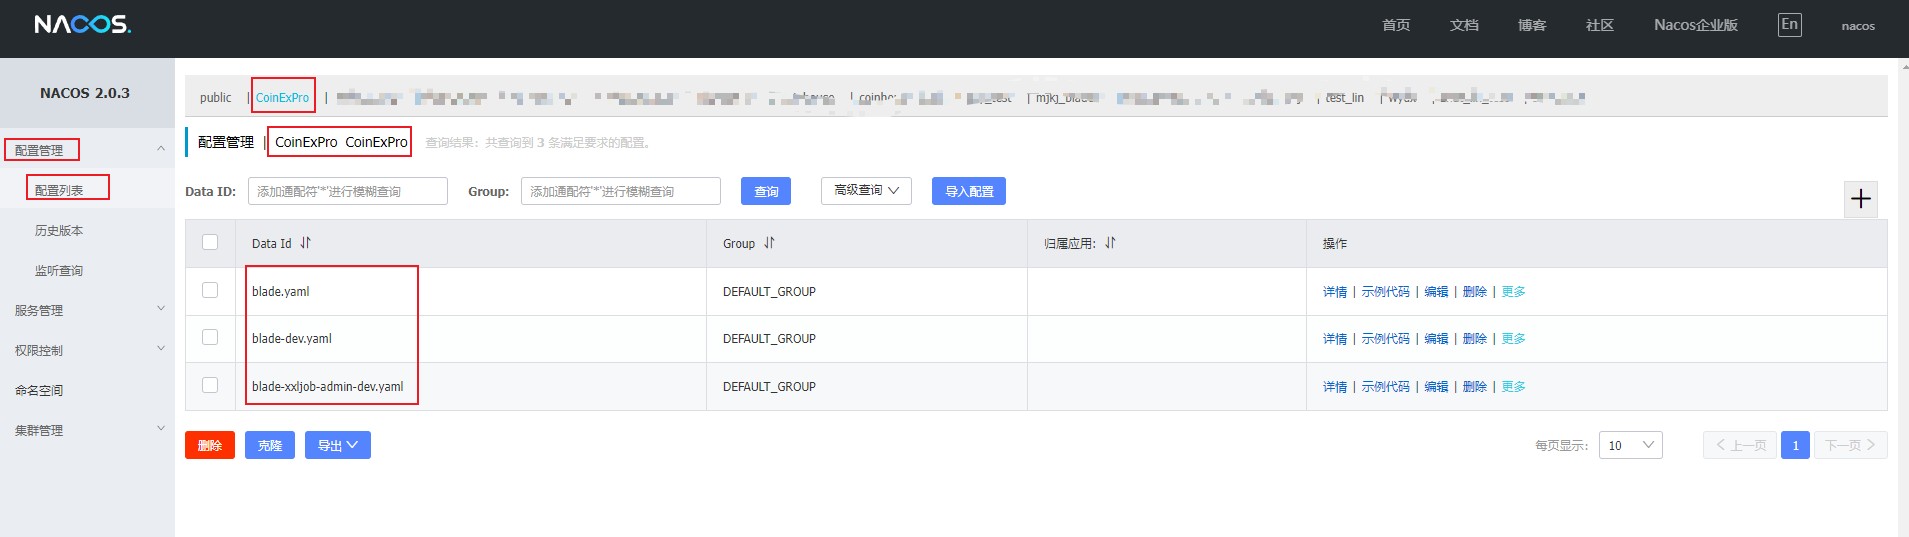 NACOS.
首页 文档 博客 社区 Nacos企业版 En nacos
NACOS 2.0.3
配置管理
配置列表
历史版本
监听查询
服务管理
权限控制
命名空间
集群管理
public | CoinExPro | test_lin
配置管理 | CoinExPro CoinExPro 查询结果：共查询到 3 条满足要求的配置。
Data ID: 添加通配符'*'进行模糊查询 Group: 添加通配符'*'进行模糊查询 查询 高级查询 导入配置
Data Id Group 归属应用: 操作
blade.yaml DEFAULT_GROUP 详情 | 示例代码 | 编辑 | 删除 | 更多
blade-dev.yaml DEFAULT_GROUP 详情 | 示例代码 | 编辑 | 删除 | 更多
blade-xxljob-admin-dev.yaml DEFAULT_GROUP 详情 | 示例代码 | 编辑 | 删除 | 更多
删除 克隆 导出 每页显示: 10 上一页 1 下一页